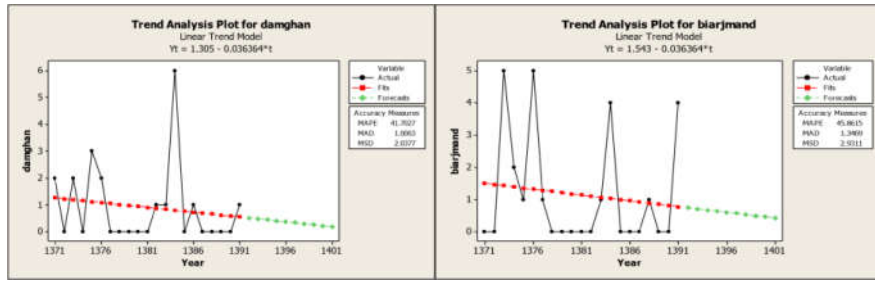 Trend Analysis Plot for damghan
Linear Trend Model
Yt = 1.305 - 0.036364*t
Variable
Actual
Fits
Forecasts
Accuracy Measures
MAPE 41.7027
MAD 1.0063
MSD 2.0377
damghan
6
5
4
3
2
1
0
1371 1376 1381 1386 1391 1396 1401
Year
Trend Analysis Plot for biarjmand
Linear Trend Model
Yt = 1.543 - 0.036364*t
Variable
Actual
Fits
Forecasts
Accuracy Measures
MAPE 45.8615
MAD 1.3469
MSD 2.9311
biarjmand
5
4
3
2
1
0
1371 1376 1381 1386 1391 1396 1401
Year